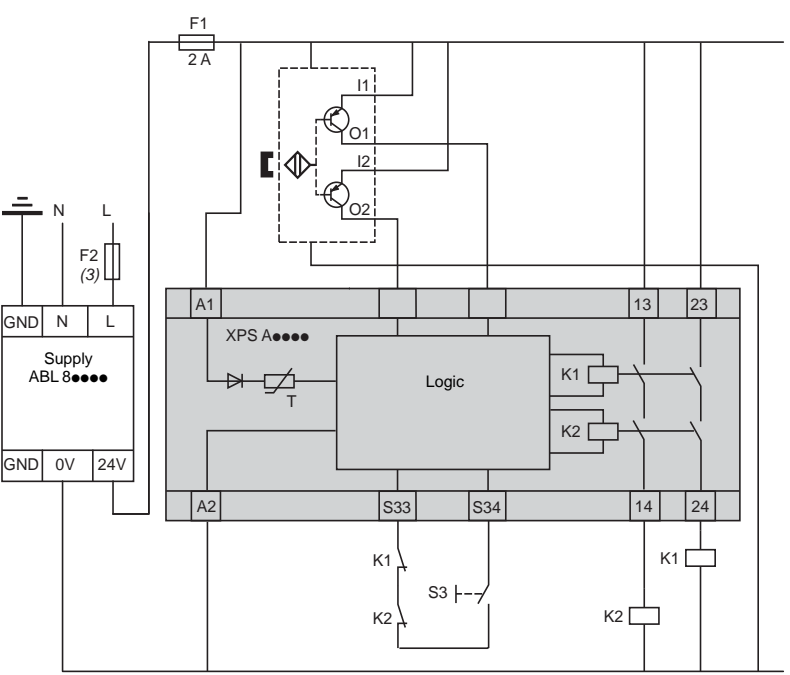 F1
2 A
I1
O1
I2
O2
N L
F2
(3)
A1 13 23
GND N L
XPS A●●●●
Supply
ABL 8●●●●
T
Logic
K1
K2
GND 0V 24V
A2 S33 S34 14 24
K1
K1
S3
K2
K2